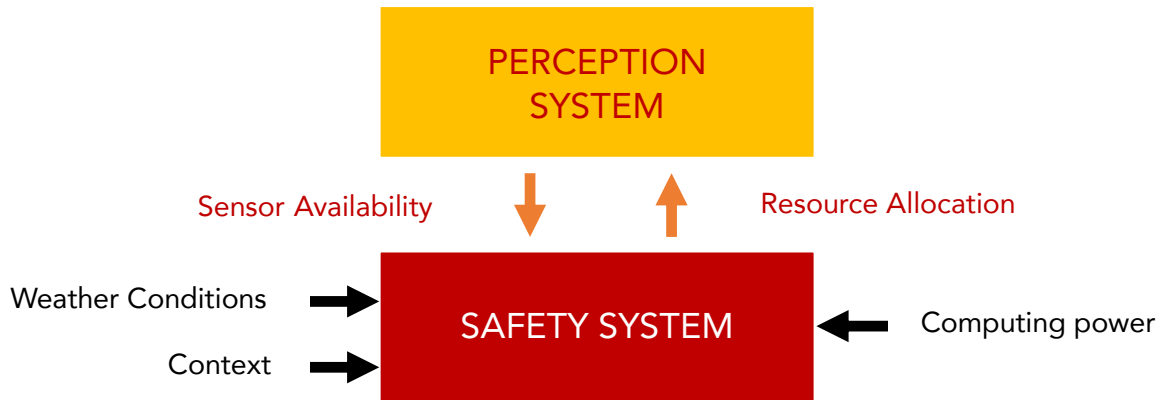 PERCEPTION
SYSTEM
Sensor Availability
Resource Allocation
Weather Conditions
SAFETY SYSTEM
Computing power
Context